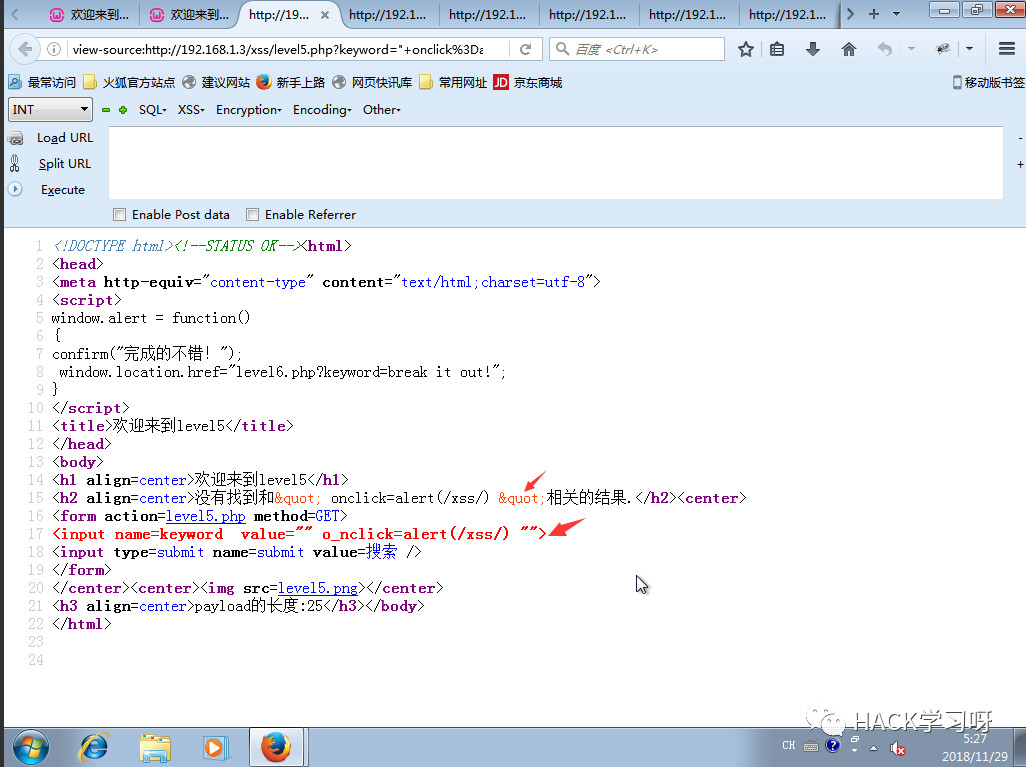 欢迎来到... 欢迎来到... http://19... http://192.1... http://192.1... http://192.1... http://192.1... http://192.1...
view-source:http://192.168.1.3/xss/level5.php?keyword="+onclick%3Da 百度 <Ctrl+K>
最常访问 火狐官方站点 建议网站 新手上路 网页快讯库 常用网址 JD 京东商城 移动版书签
INT SQL XSS Encryption Encoding Other
Load URL
Split URL
Execute
Enable Post data Enable Referrer
1 <!DOCTYPE html><!--STATUS OK--><html>
2 <head>
3 <meta http-equiv="content-type" content="text/html;charset=utf-8">
4 <script>
5 window.alert = function()
6 {
7 confirm("完成的不错！");
8 window.location.href="level6.php?keyword=break it out!";
9 }
10 </script>
11 <title>欢迎来到level5</title>
12 </head>
13 <body>
14 <h1 align=center>欢迎来到level5</h1>
15 <h2 align=center>没有找到和&quot; onclick=alert(/xss/) &quot;相关的结果.</h2><center>
16 <form action=level5.php method=GET>
17 <input name=keyword  value="" o_nclick=alert(/xss/) "">
18 <input type=submit name=submit value=搜索 />
19 </form>
20 </center><center><img src=level5.png></center>
21 <h3 align=center>payload的长度:25</h3></body>
22 </html>
23
24
HACK学习呀
CH 5:27
2018/11/29